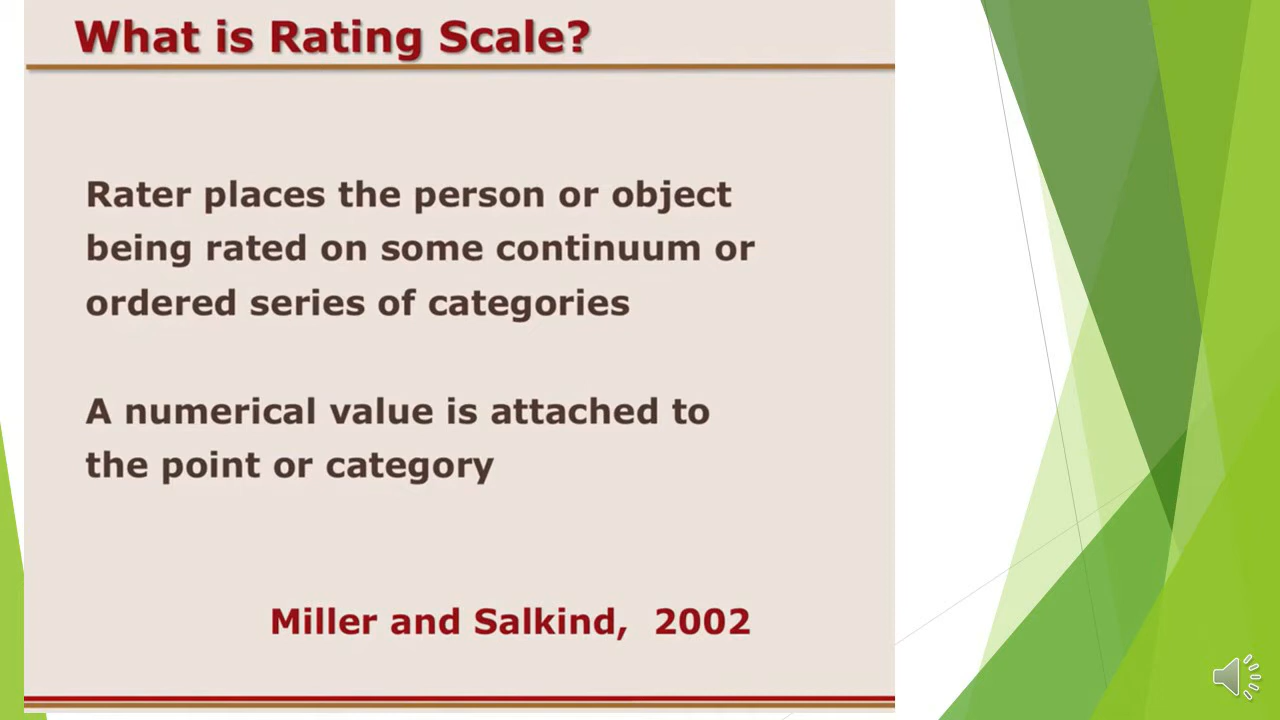 What is Rating Scale?
Rater places the person or object
being rated on some continuum or
ordered series of categories
A numerical value is attached to
the point or category
Miller and Salkind, 2002